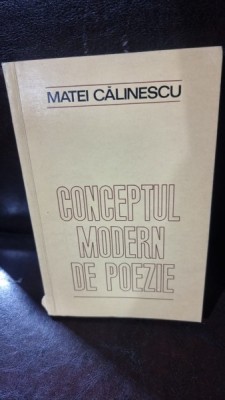 MATEI CĂLINESCU
CONCEPTUL
MODERN
DE POEZIE